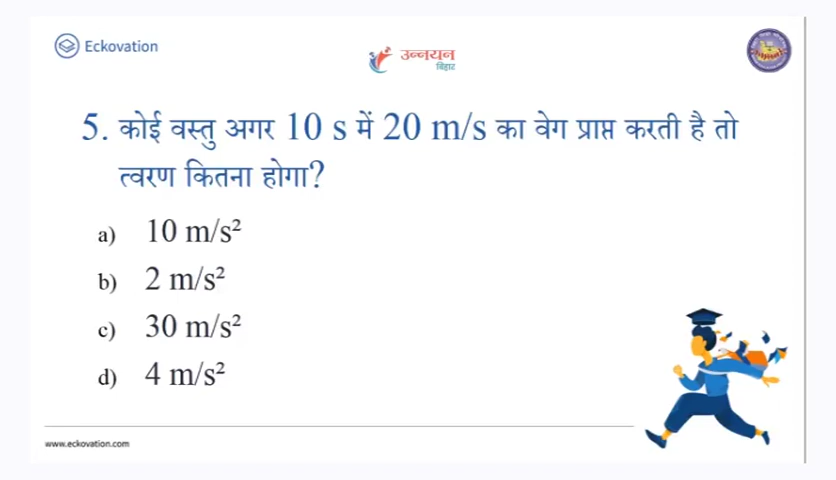 Eckovation
उन्नयन
बिहार
5. कोई वस्तु अगर 10 s में 20 m/s का वेग प्राप्त करती है तो
त्वरण कितना होगा?
a) 10 m/s²
b) 2 m/s²
c) 30 m/s²
d) 4 m/s²
www.eckovation.com